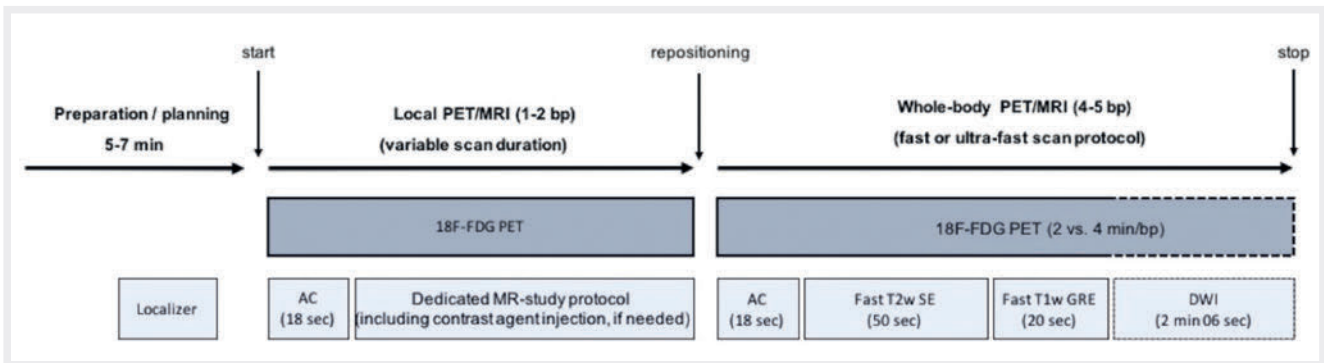 start
repositioning
stop
Preparation / planning
5-7 min
Local PET/MRI (1-2 bp)
(variable scan duration)
Whole-body PET/MRI (4-5 bp)
(fast or ultra-fast scan protocol)
18F-FDG PET
18F-FDG PET (2 vs. 4 min/bp)
Localizer
AC
(18 sec)
Dedicated MR-study protocol
(including contrast agent injection, if needed)
AC
(18 sec)
Fast T2w SE
(50 sec)
Fast T1w GRE
(20 sec)
DWI
(2 min 06 sec)